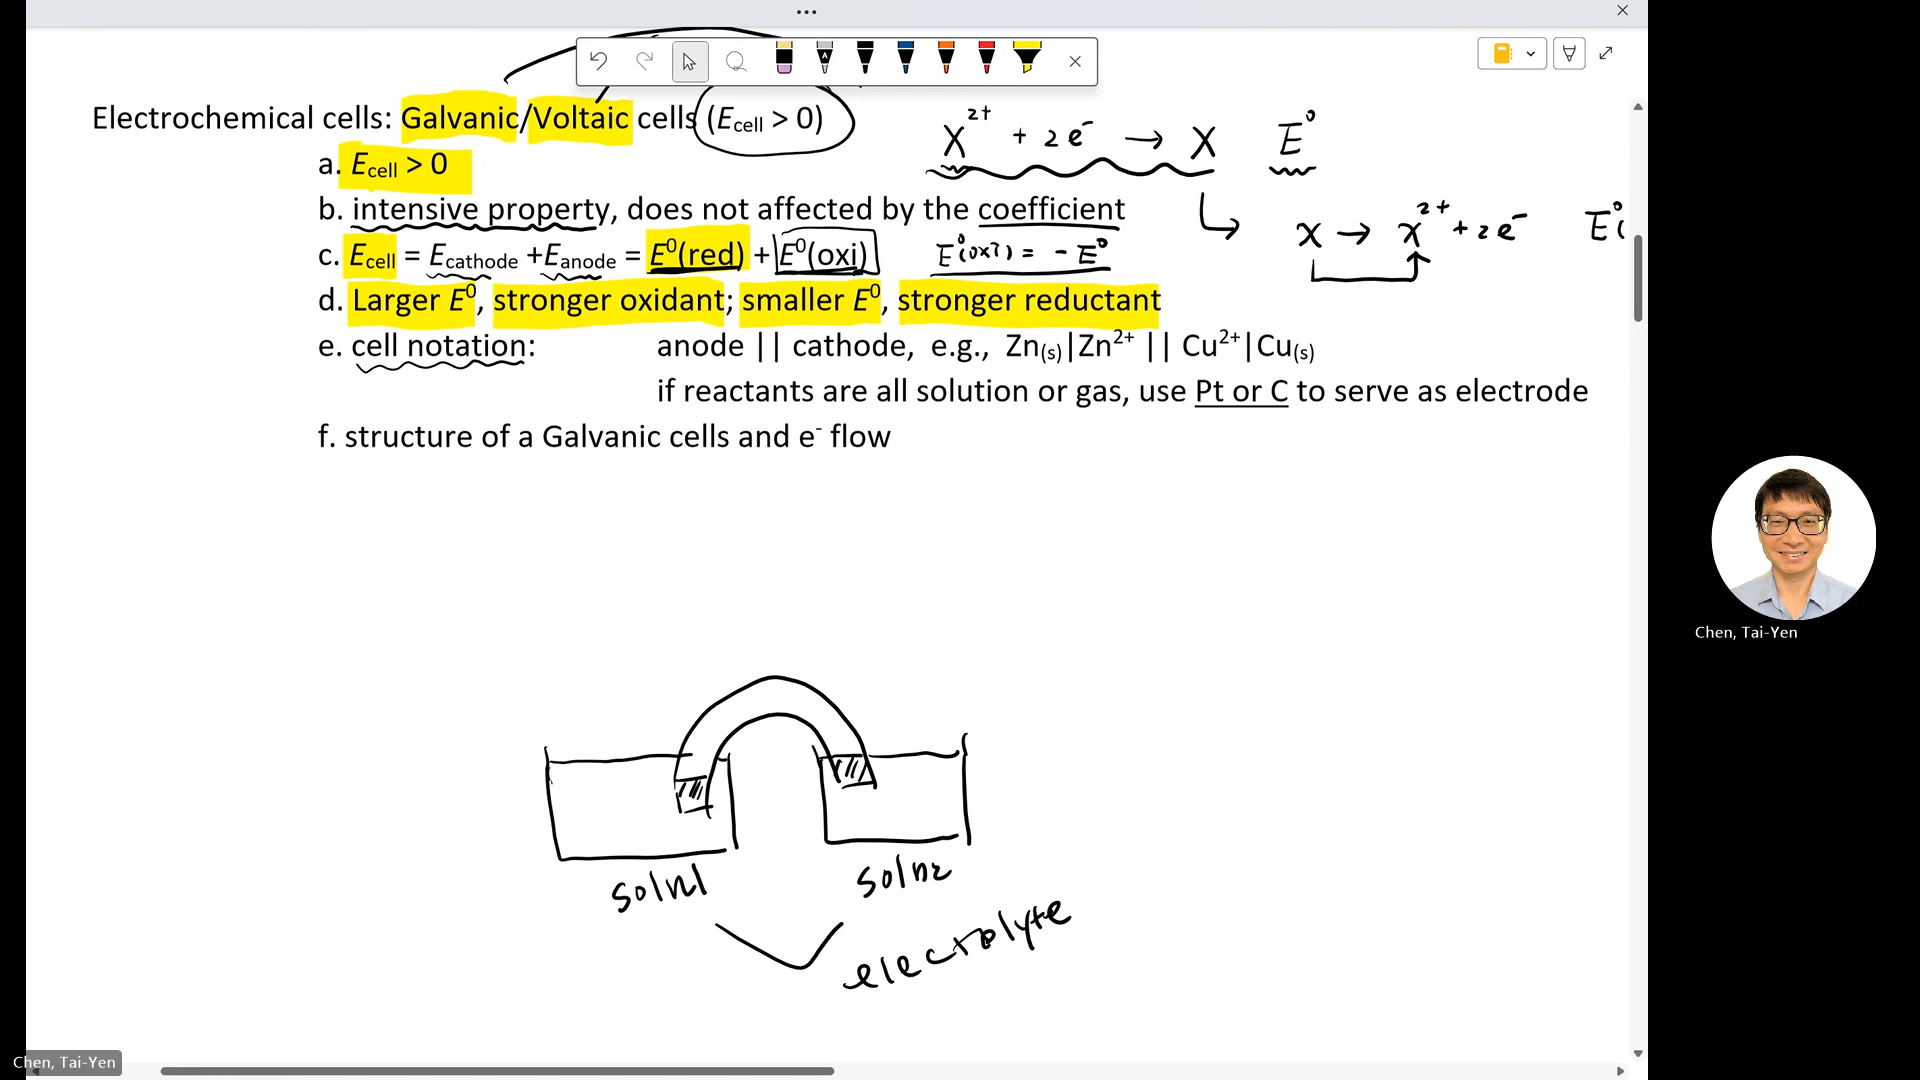 Electrochemical cells: Galvanic/Voltaic cells (Ecell > 0)
X²⁺ + 2e⁻ → X E⁰
a. Ecell > 0
b. intensive property, does not affected by the coefficient
x → x²⁺ + 2e⁻ E(
c. Ecell = Ecathode +Eanode = E⁰(red) + E⁰(oxi) E⁰(oxi) = - E⁰
d. Larger E⁰, stronger oxidant; smaller E⁰, stronger reductant
e. cell notation: anode || cathode, e.g., Zn(s)|Zn²⁺ || Cu²⁺|Cu(s)
if reactants are all solution or gas, use Pt or C to serve as electrode
f. structure of a Galvanic cells and e⁻ flow
Chen, Tai-Yen
soln1 soln2
electrolyte
Chen, Tai-Yen